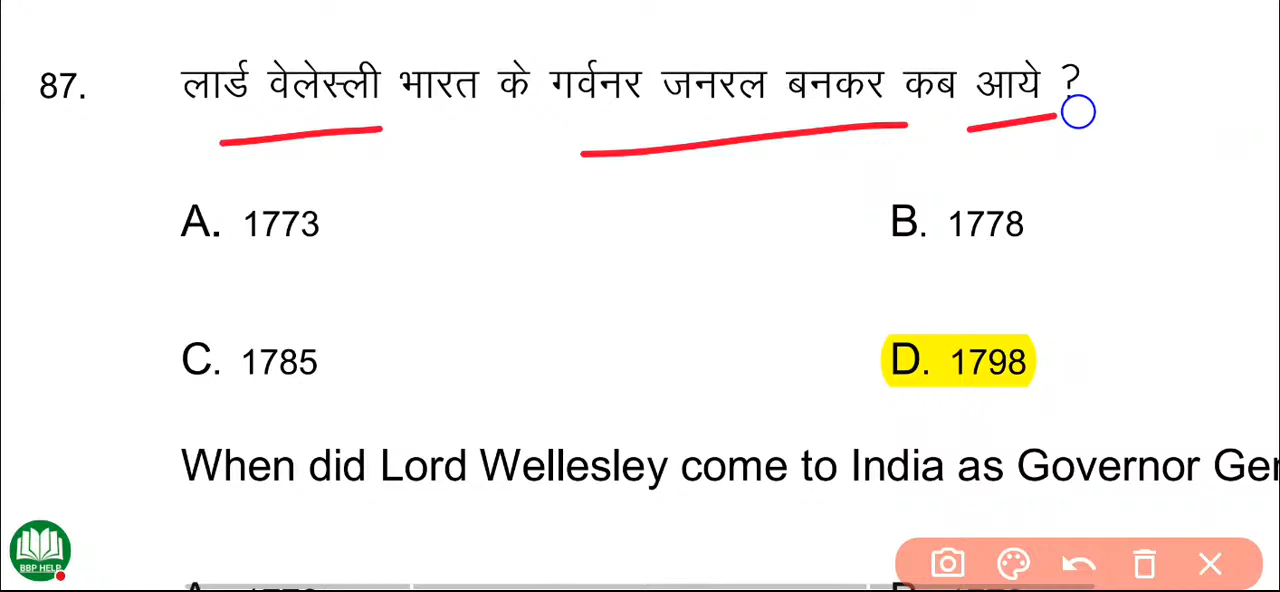 87. लार्ड वेलेस्ली भारत के गर्वनर जनरल बनकर कब आये ?
A. 1773 B. 1778
C. 1785 D. 1798
When did Lord Wellesley come to India as Governor Ger
BBP HELP